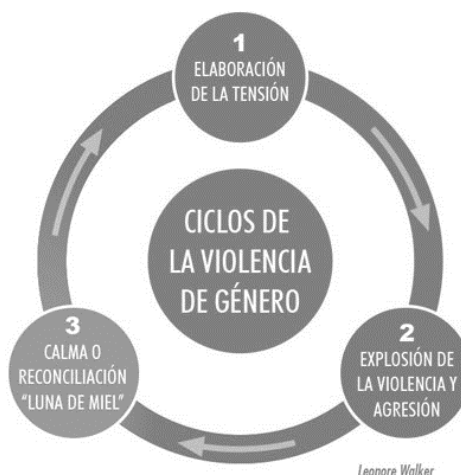 1
ELABORACIÓN
DE LA TENSIÓN
CICLOS DE
LA VIOLENCIA
DE GÉNERO
2
EXPLOSIÓN DE
LA VIOLENCIA Y
AGRESIÓN
3
CALMA O
RECONCILIACIÓN
“LUNA DE MIEL”
Leonore Walker